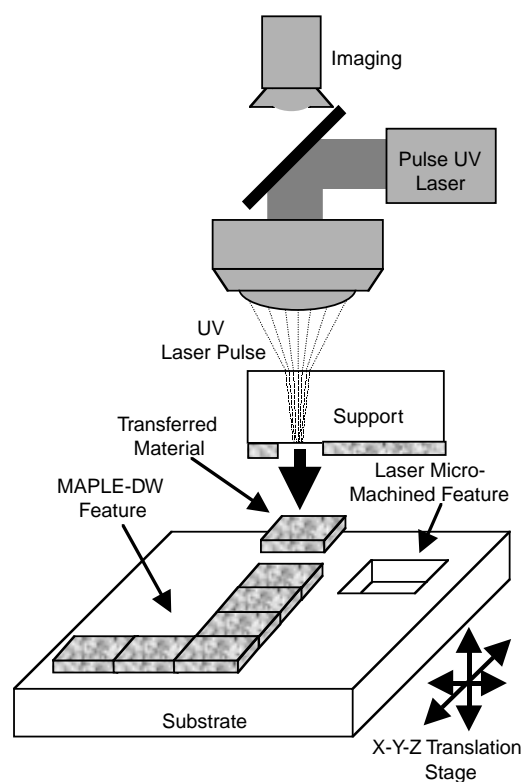 Imaging
Pulse UV
Laser
UV
Laser Pulse
Support
Transferred
Material
Laser Micro-
Machined Feature
MAPLE-DW
Feature
Substrate
X-Y-Z Translation
Stage